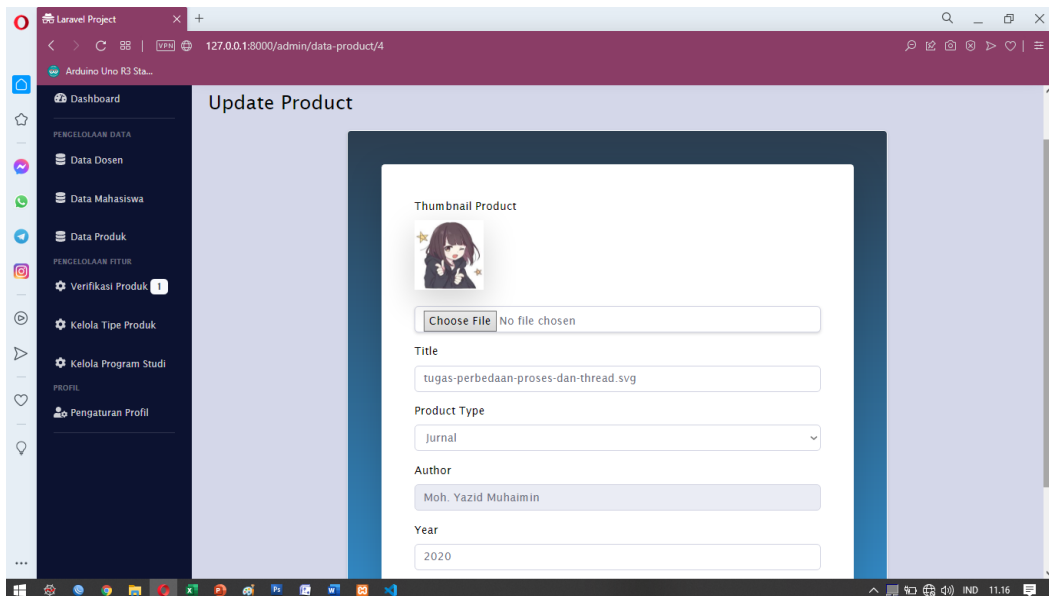 Laravel Project
VPN 127.0.0.1:8000/admin/data-product/4
Arduino Uno R3 Sta...
Dashboard
PENGELOLAAN DATA
Data Dosen
Data Mahasiswa
Data Produk
PENGELOLAAN FITUR
Verifikasi Produk 1
Kelola Tipe Produk
Kelola Program Studi
PROFIL
Pengaturan Profil
Update Product
Thumbnail Product
Choose File No file chosen
Title
tugas-perbedaan-proses-dan-thread.svg
Product Type
Jurnal
Author
Moh. Yazid Muhaimin
Year
2020
IND 11.16